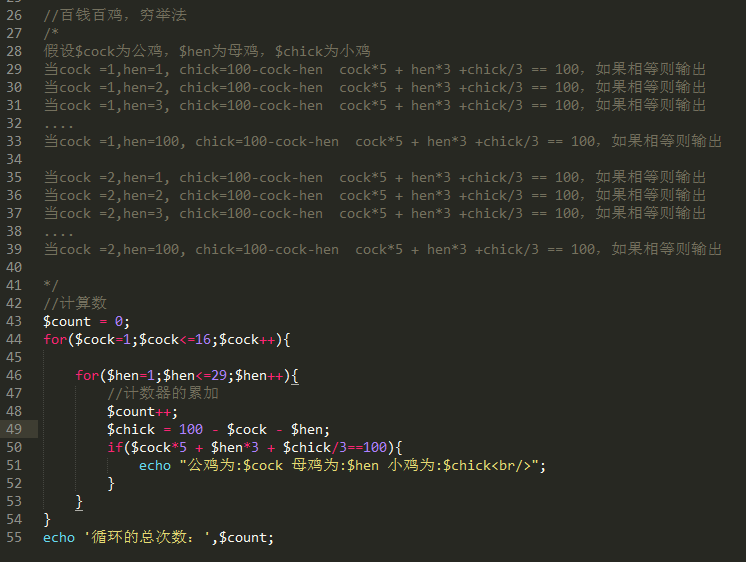 26 //百钱百鸡，穷举法
27 /*
28 假设$cock为公鸡，$hen为母鸡，$chick为小鸡
29 当cock =1,hen=1, chick=100-cock-hen  cock*5 + hen*3 +chick/3 == 100，如果相等则输出
30 当cock =1,hen=2, chick=100-cock-hen  cock*5 + hen*3 +chick/3 == 100，如果相等则输出
31 当cock =1,hen=3, chick=100-cock-hen  cock*5 + hen*3 +chick/3 == 100，如果相等则输出
32 ....
33 当cock =1,hen=100, chick=100-cock-hen  cock*5 + hen*3 +chick/3 == 100，如果相等则输出
34
35 当cock =2,hen=1, chick=100-cock-hen  cock*5 + hen*3 +chick/3 == 100，如果相等则输出
36 当cock =2,hen=2, chick=100-cock-hen  cock*5 + hen*3 +chick/3 == 100，如果相等则输出
37 当cock =2,hen=3, chick=100-cock-hen  cock*5 + hen*3 +chick/3 == 100，如果相等则输出
38 ....
39 当cock =2,hen=100, chick=100-cock-hen  cock*5 + hen*3 +chick/3 == 100，如果相等则输出
40
41 */
42 //计算数
43 $count = 0;
44 for($cock=1;$cock<=16;$cock++){
45
46     for($hen=1;$hen<=29;$hen++){
47         //计数器的累加
48         $count++;
49         $chick = 100 - $cock - $hen;
50         if($cock*5 + $hen*3 + $chick/3==100){
51             echo "公鸡为:$cock 母鸡为:$hen 小鸡为:$chick<br/>";
52         }
53     }
54 }
55 echo '循环的总次数：',$count;